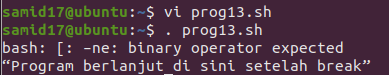 samid17@ubuntu:~$ vi prog13.sh
samid17@ubuntu:~$ . prog13.sh
bash: [: -ne: binary operator expected
“Program berlanjut di sini setelah break”